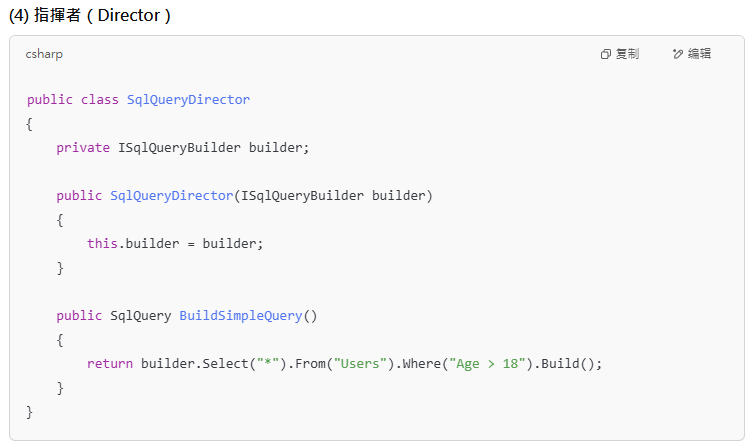 (4) 指揮者（Director）
csharp
复制
编辑
public class SqlQueryDirector
{
    private ISqlQueryBuilder builder;

    public SqlQueryDirector(ISqlQueryBuilder builder)
    {
        this.builder = builder;
    }

    public SqlQuery BuildSimpleQuery()
    {
        return builder.Select("*").From("Users").Where("Age > 18").Build();
    }
}